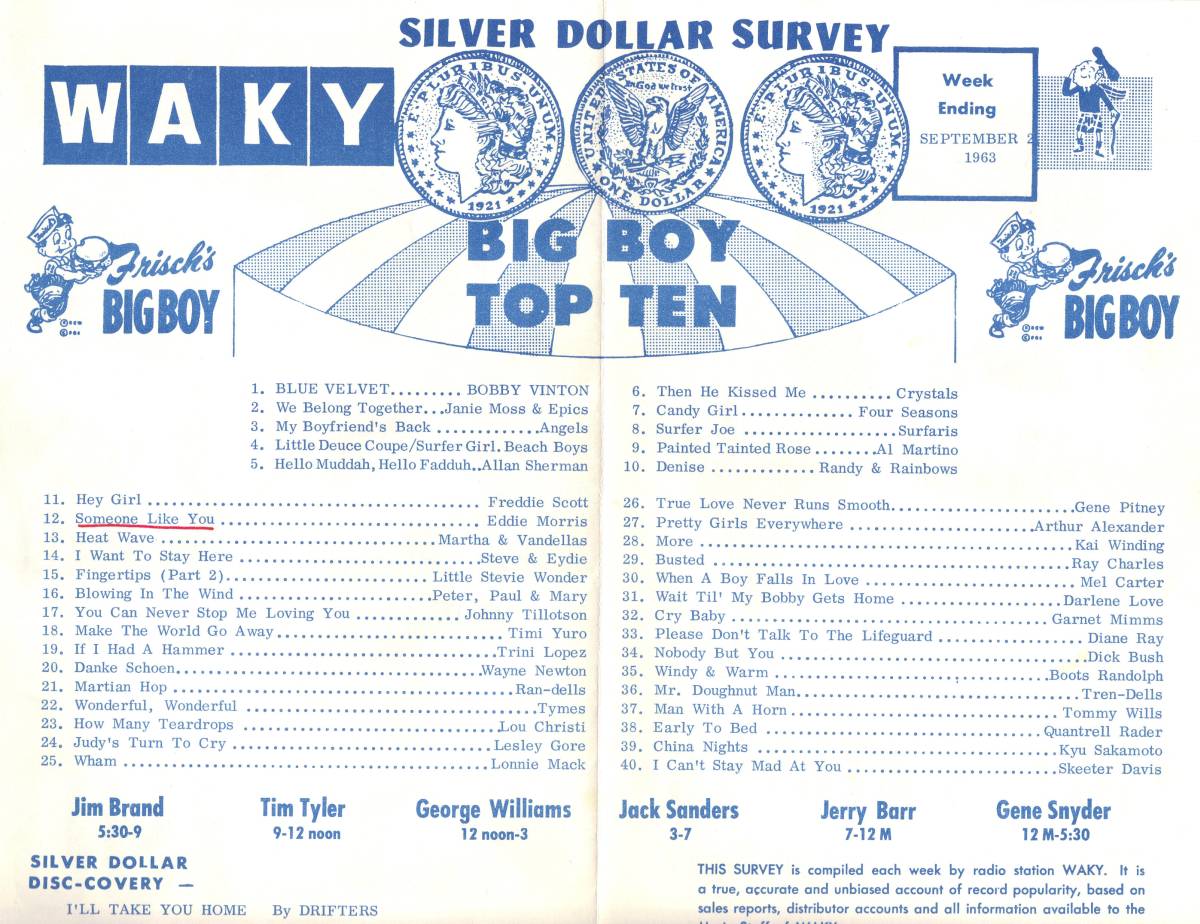 SILVER DOLLAR SURVEY
WAKY
E·PLURIBUS·UNUM
1921
UNITED STATES OF AMERICA
In God we trust
ONE DOLLAR
E·PLURIBUS·UNUM
1921
Week
Ending
SEPTEMBER 2
1963
Frisch's
BIG BOY
BIG BOY
TOP TEN
Frisch's
BIG BOY
1. BLUE VELVET......... BOBBY VINTON
2. We Belong Together...Janie Moss & Epics
3. My Boyfriend's Back ............Angels
4. Little Deuce Coupe/Surfer Girl. Beach Boys
5. Hello Muddah, Hello Fadduh..Allan Sherman
6. Then He Kissed Me .......... Crystals
7. Candy Girl ............. Four Seasons
8. Surfer Joe ...................Surfaris
9. Painted Tainted Rose ........Al Martino
10. Denise ............ Randy & Rainbows
11. Hey Girl ........................................ Freddie Scott
12. Someone Like You ............................... Eddie Morris
13. Heat Wave ................................ Martha & Vandellas
14. I Want To Stay Here .............................Steve & Eydie
15. Fingertips (Part 2)........................ Little Stevie Wonder
16. Blowing In The Wind .......................Peter, Paul & Mary
17. You Can Never Stop Me Loving You ............ Johnny Tillotson
18. Make The World Go Away........................... Timi Yuro
19. If I Had A Hammer ...............................Trini Lopez
20. Danke Schoen....................................Wayne Newton
21. Martian Hop ........................................Ran-dells
22. Wonderful, Wonderful .................................Tymes
23. How Many Teardrops ..............................Lou Christi
24. Judy's Turn To Cry ...............................Lesley Gore
25. Wham ...........................................Lonnie Mack
26. True Love Never Runs Smooth.....................Gene Pitney
27. Pretty Girls Everywhere .....................Arthur Alexander
28. More ............................................ Kai Winding
29. Busted .......................................... Ray Charles
30. When A Boy Falls In Love ......................... Mel Carter
31. Wait Til' My Bobby Gets Home ................... Darlene Love
32. Cry Baby ..................................... Garnet Mimms
33. Please Don't Talk To The Lifeguard ................. Diane Ray
34. Nobody But You ...................................Dick Bush
35. Windy & Warm ................................Boots Randolph
36. Mr. Doughnut Man..................................Tren-Dells
37. Man With A Horn ............................... Tommy Wills
38. Early To Bed ................................ Quantrell Rader
39. China Nights ................................... Kyu Sakamoto
40. I Can't Stay Mad At You ........................ Skeeter Davis
Jim Brand Tim Tyler George Williams Jack Sanders Jerry Barr Gene Snyder
5:30-9 9-12 noon 12 noon-3 3-7 7-12 M 12 M-5:30
SILVER DOLLAR
DISC-COVERY —
I'LL TAKE YOU HOME By DRIFTERS
THIS SURVEY is compiled each week by radio station WAKY. It is
a true, accurate and unbiased account of record popularity, based on
sales reports, distributor accounts and all information available to the